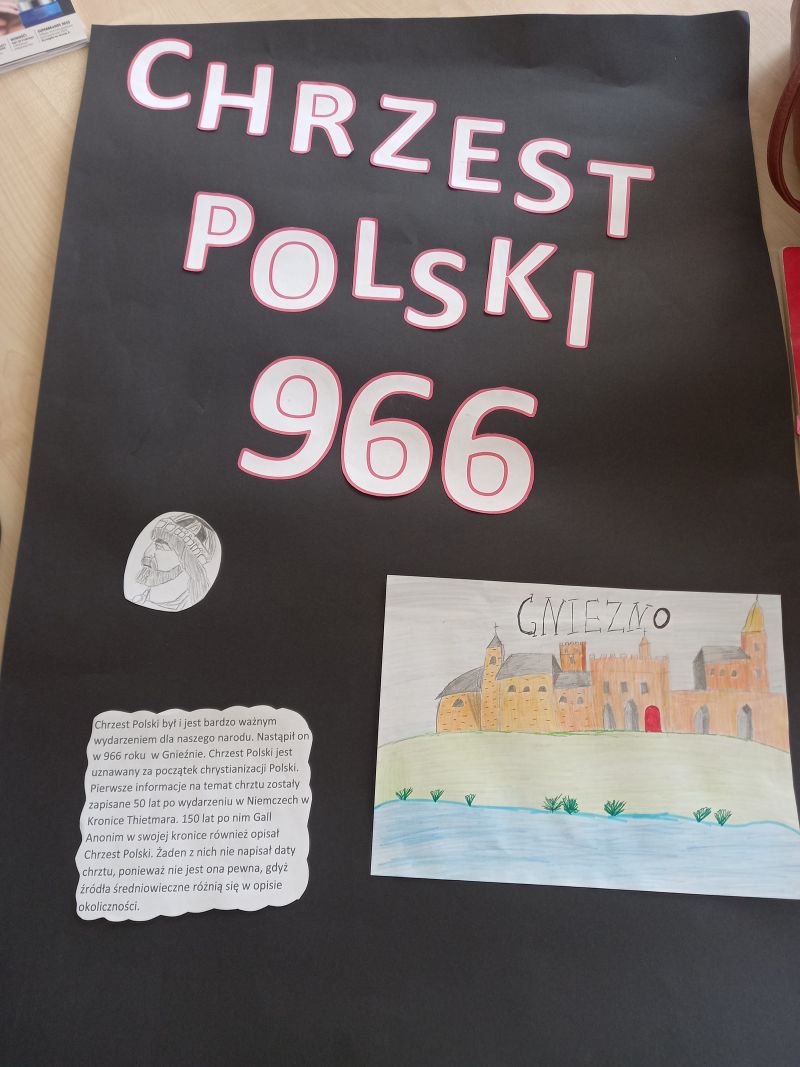 CHRZEST
POLSKI
966
GNIEZNO
Chrzest Polski był i jest bardzo ważnym
wydarzeniem dla naszego narodu. Nastąpił on
w 966 roku w Gnieźnie. Chrzest Polski jest
uznawany za początek chrystianizacji Polski.
Pierwsze informacje na temat chrztu zostały
zapisane 50 lat po wydarzeniu w Niemczech w
Kronice Thietmara. 150 lat po nim Gall
Anonim w swojej kronice również opisał
Chrzest Polski. Żaden z nich nie napisał daty
chrztu, ponieważ nie jest ona pewna, gdyż
źródła średniowieczne różnią się w opisie
okoliczności.